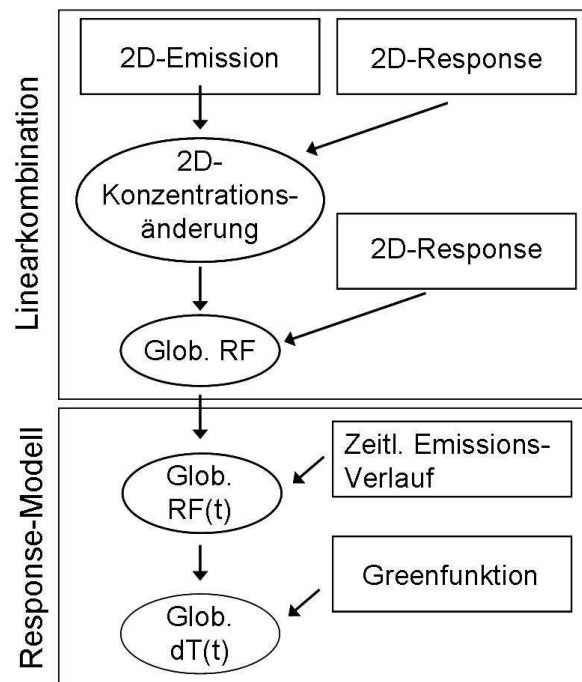 Linearkombination
2D-Emission
2D-Response
2D-
Konzentrations-
änderung
2D-Response
Glob. RF
Response-Modell
Zeitl. Emissions-
Verlauf
Glob.
RF(t)
Greenfunktion
Glob.
dT(t)